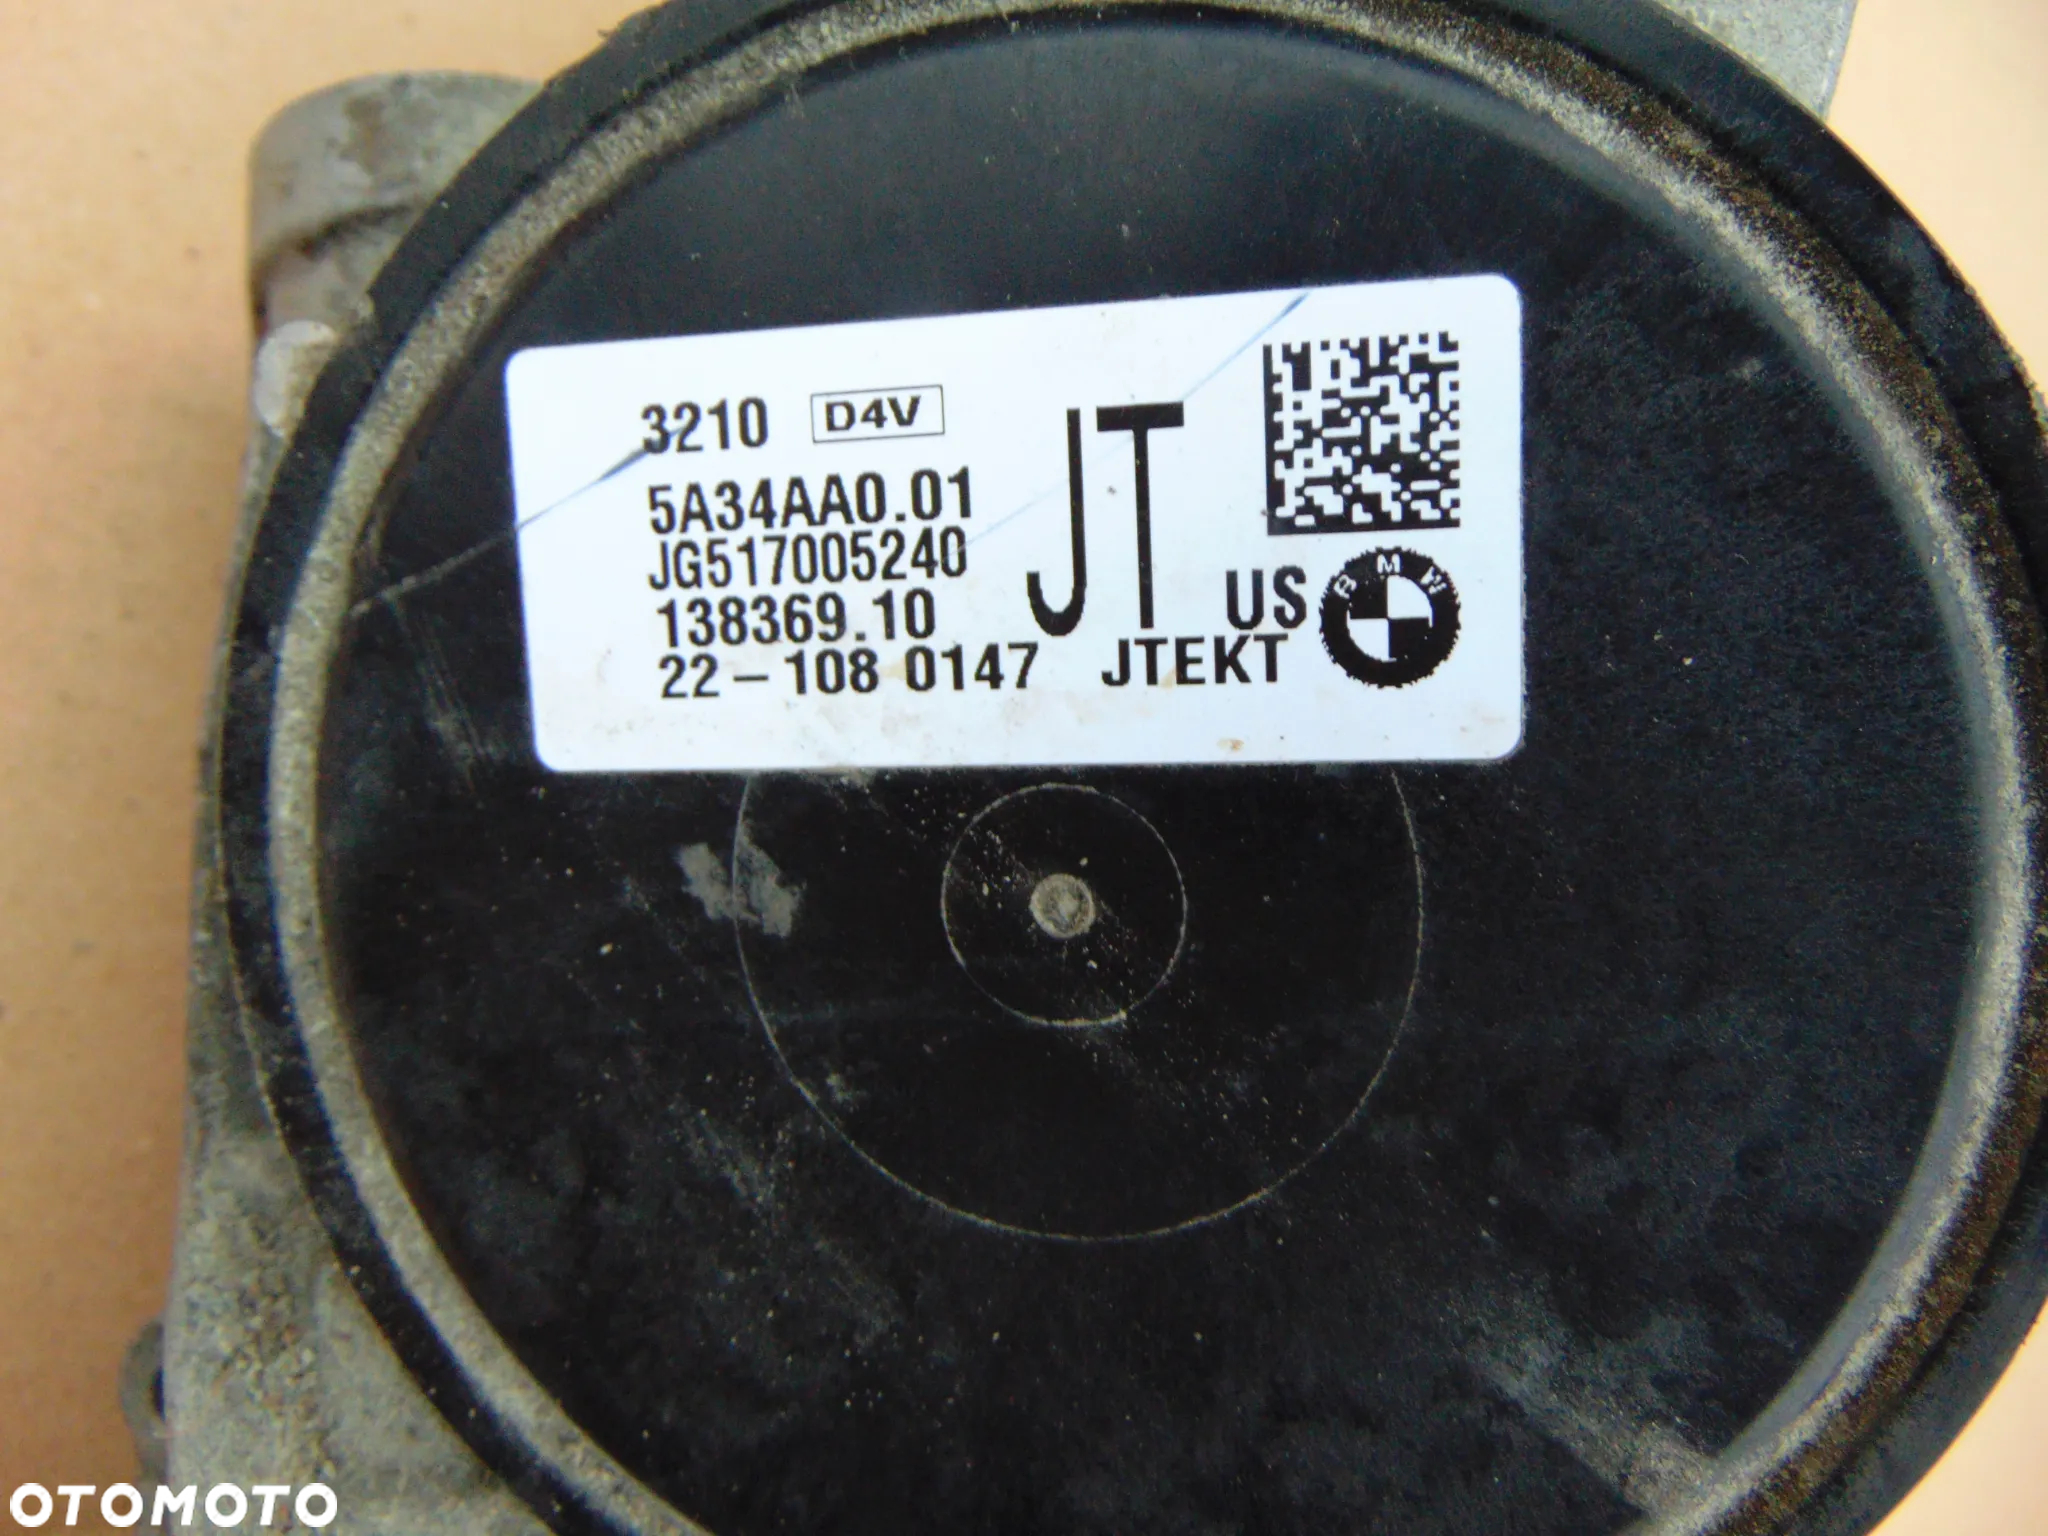 3210 D4V
5A34AA0.01
JG517005240
138369.10
22-108 0147
JT
US
JTEKT
BMW
OTOMOTO